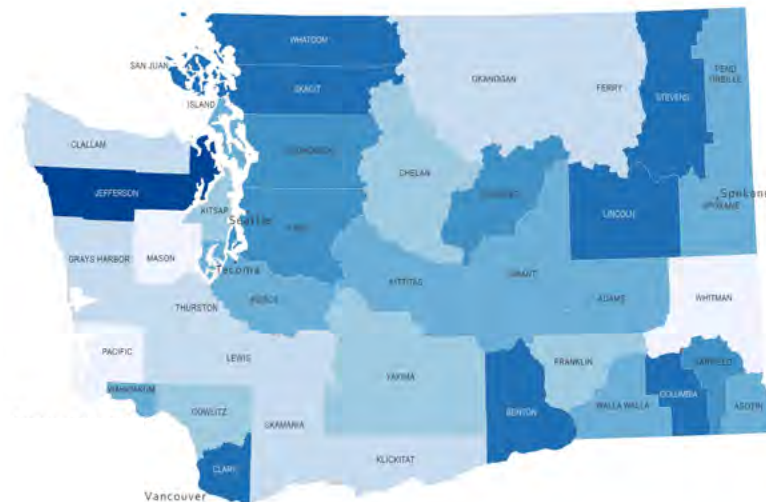 WHATCOM
SAN JUAN
SKAGIT
ISLAND
OKANOGAN
FERRY
STEVENS
PEND
OREILLE
CLALLAM
SNOHOMISH
CHELAN
JEFFERSON
KITSAP
Seattle
KING
DOUGLAS
LINCOLN
Spokane
SPOKANE
GRAYS HARBOR
MASON
Tacoma
PIERCE
KITTITAS
GRANT
ADAMS
WHITMAN
THURSTON
PACIFIC
LEWIS
YAKIMA
FRANKLIN
GARFIELD
WAHKIAKUM
COWLITZ
SKAMANIA
BENTON
WALLA WALLA
COLUMBIA
ASOTIN
CLARK
KLICKITAT
Vancouver